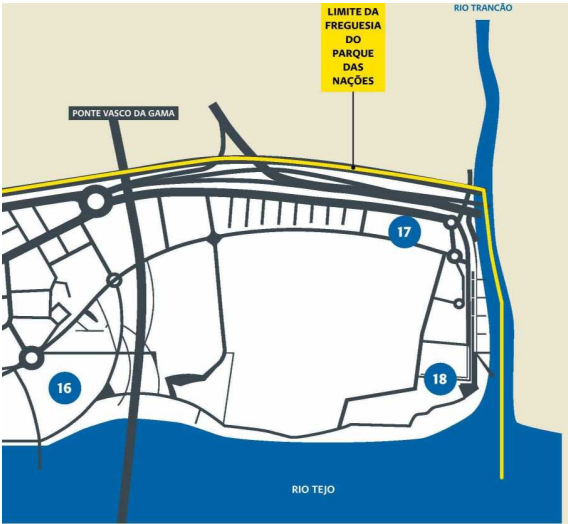 RIO TRANCÃO
LIMITE DA
FREGUESIA
DO
PARQUE
DAS
NAÇÕES
PONTE VASCO DA GAMA
17
18
16
RIO TEJO